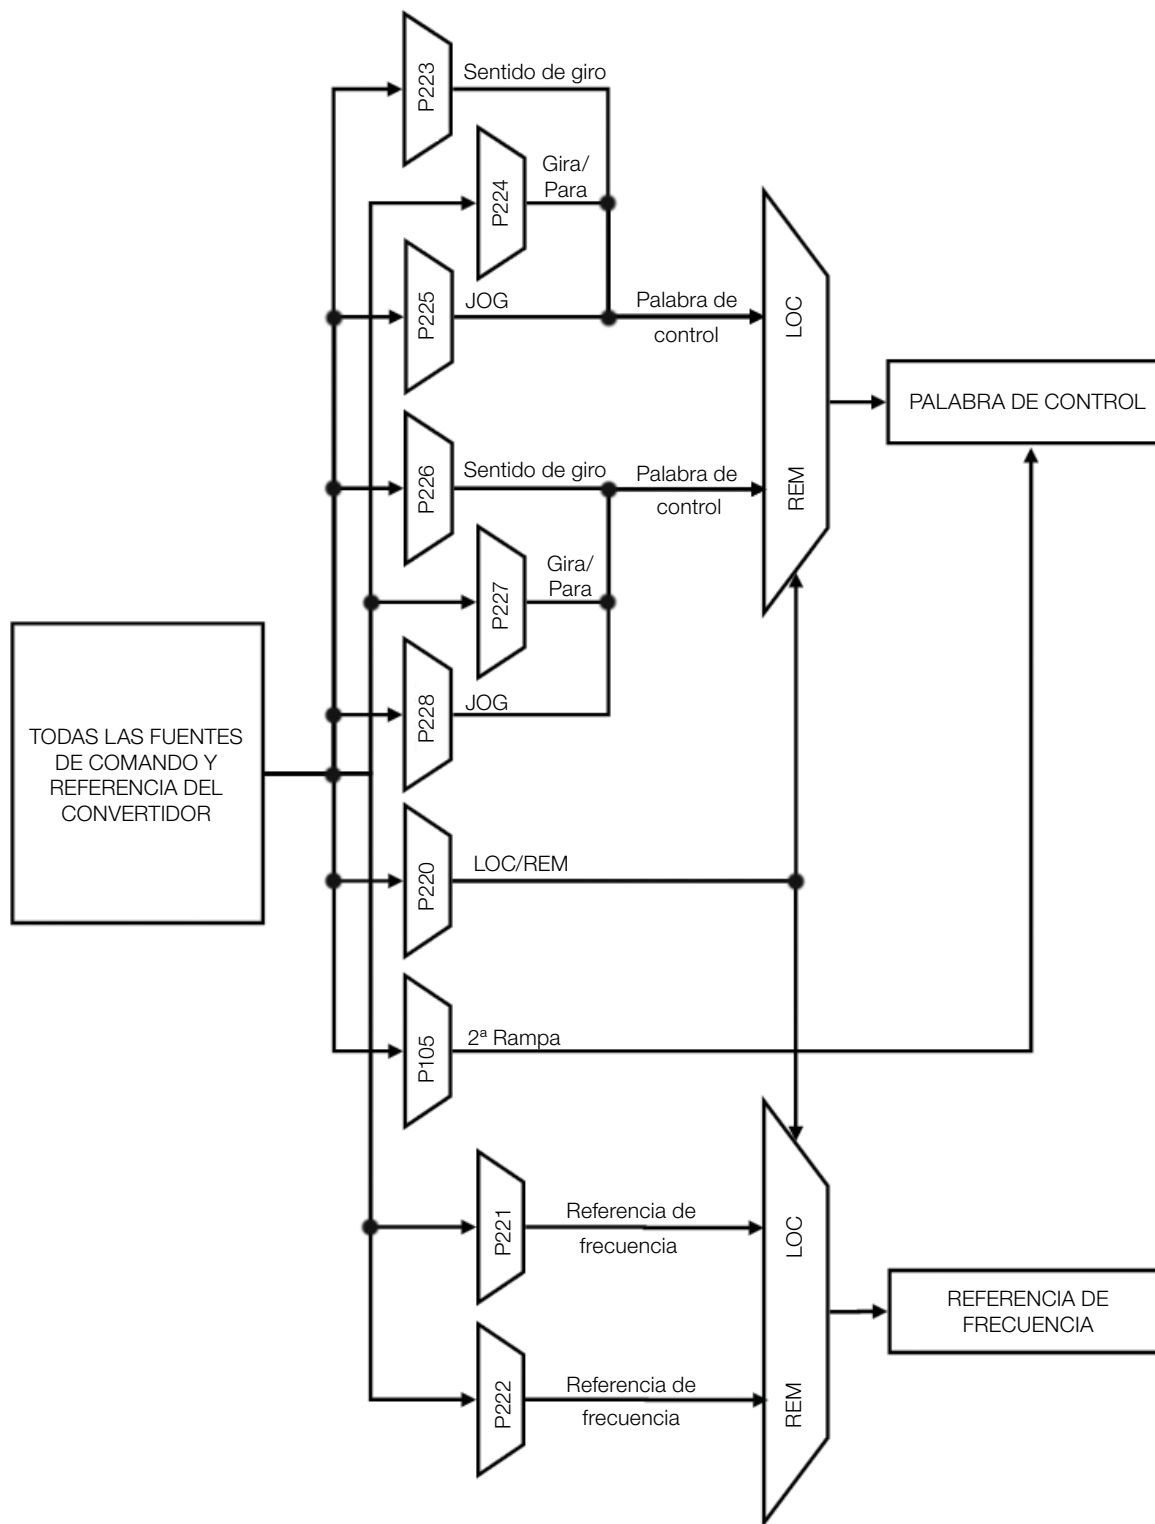 P223
Sentido de giro
P224
Gira/
Para
P225
JOG
Palabra de
control
LOC
PALABRA DE CONTROL
P226
Sentido de giro
Palabra de
control
REM
P227
Gira/
Para
P228
JOG
TODAS LAS FUENTES
DE COMANDO Y
REFERENCIA DEL
CONVERTIDOR
P220
LOC/REM
P105
2ª Rampa
P221
Referencia de
frecuencia
LOC
REFERENCIA DE
FRECUENCIA
P222
Referencia de
frecuencia
REM